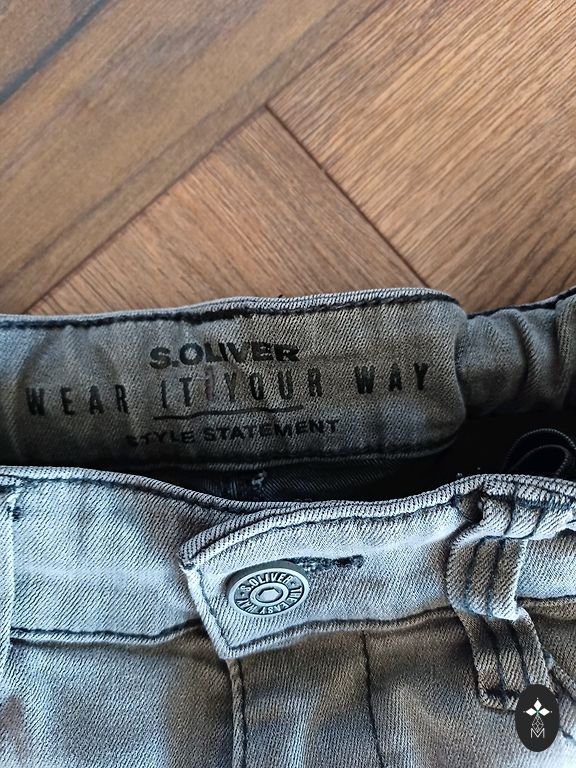 S.OLIVER
WEAR IT YOUR WAY
STYLE STATEMENT
S.OLIVER
M